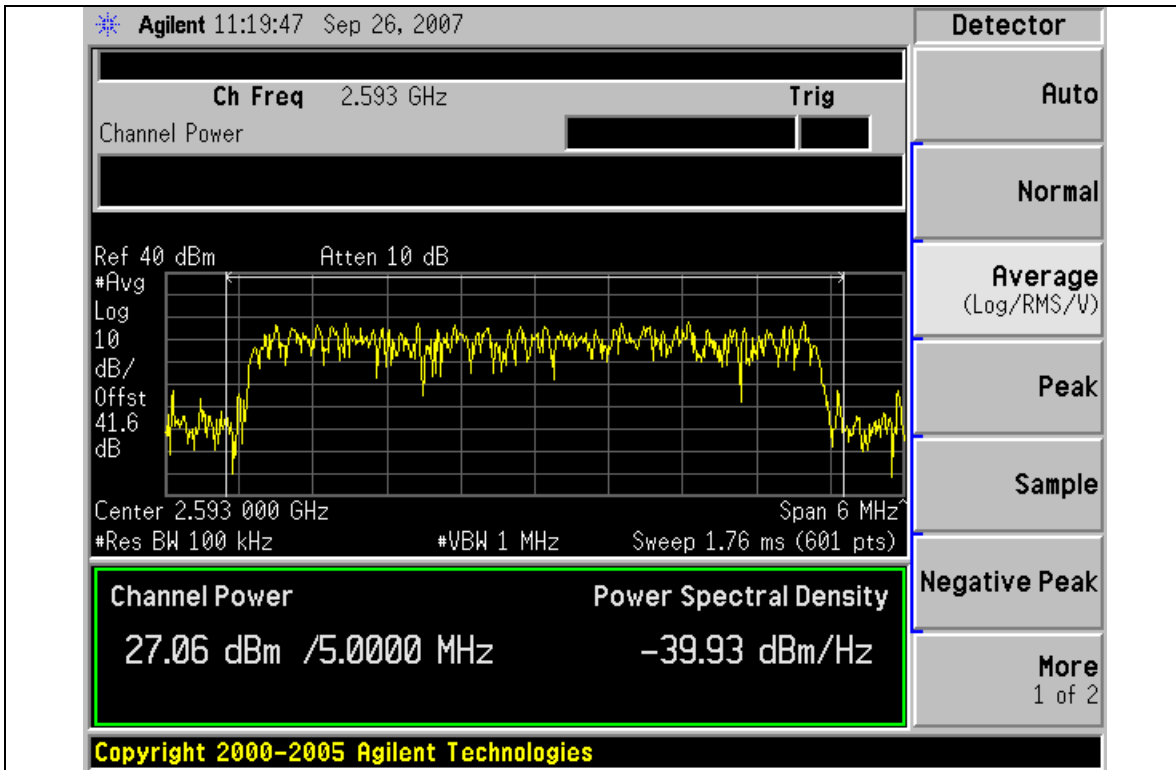 Agilent 11:19:47 Sep 26, 2007
Ch Freq 2.593 GHz Trig
Channel Power
Ref 40 dBm Atten 10 dB
#Avg
Log
10
dB/
Offst
41.6
dB
Center 2.593 000 GHz Span 6 MHz^
#Res BW 100 kHz #VBW 1 MHz Sweep 1.76 ms (601 pts)
Channel Power Power Spectral Density
27.06 dBm /5.0000 MHz -39.93 dBm/Hz
Copyright 2000-2005 Agilent Technologies
Detector
Auto
Normal
Average
(Log/RMS/V)
Peak
Sample
Negative Peak
More
1 of 2